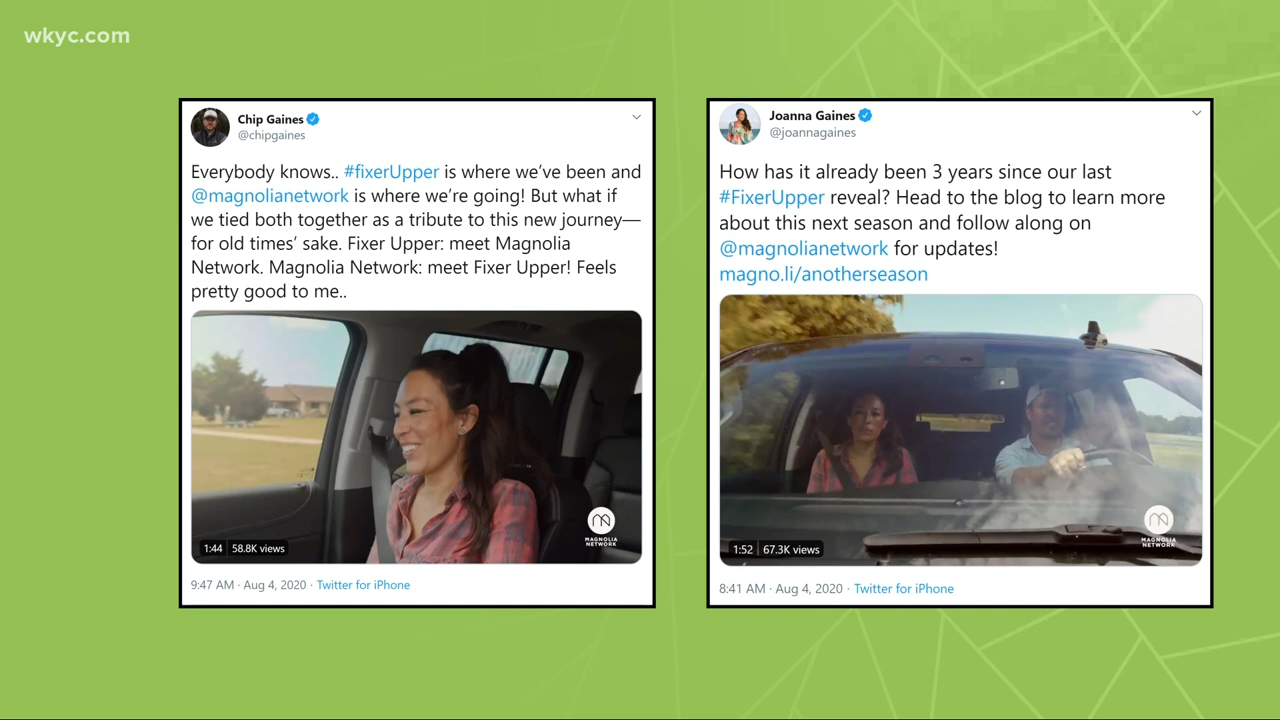 wkyc.com
Chip Gaines
@chipgaines
Everybody knows.. #fixerUpper is where we've been and
@magnolianetwork is where we're going! But what if
we tied both together as a tribute to this new journey—
for old times' sake. Fixer Upper: meet Magnolia
Network. Magnolia Network: meet Fixer Upper! Feels
pretty good to me..
MAGNOLIA
NETWORK
1:44 58.8K views
9:47 AM · Aug 4, 2020 · Twitter for iPhone
Joanna Gaines
@joannagaines
How has it already been 3 years since our last
#FixerUpper reveal? Head to the blog to learn more
about this next season and follow along on
@magnolianetwork for updates!
magno.li/anotherseason
MAGNOLIA
NETWORK
1:52 67.3K views
8:41 AM · Aug 4, 2020 · Twitter for iPhone